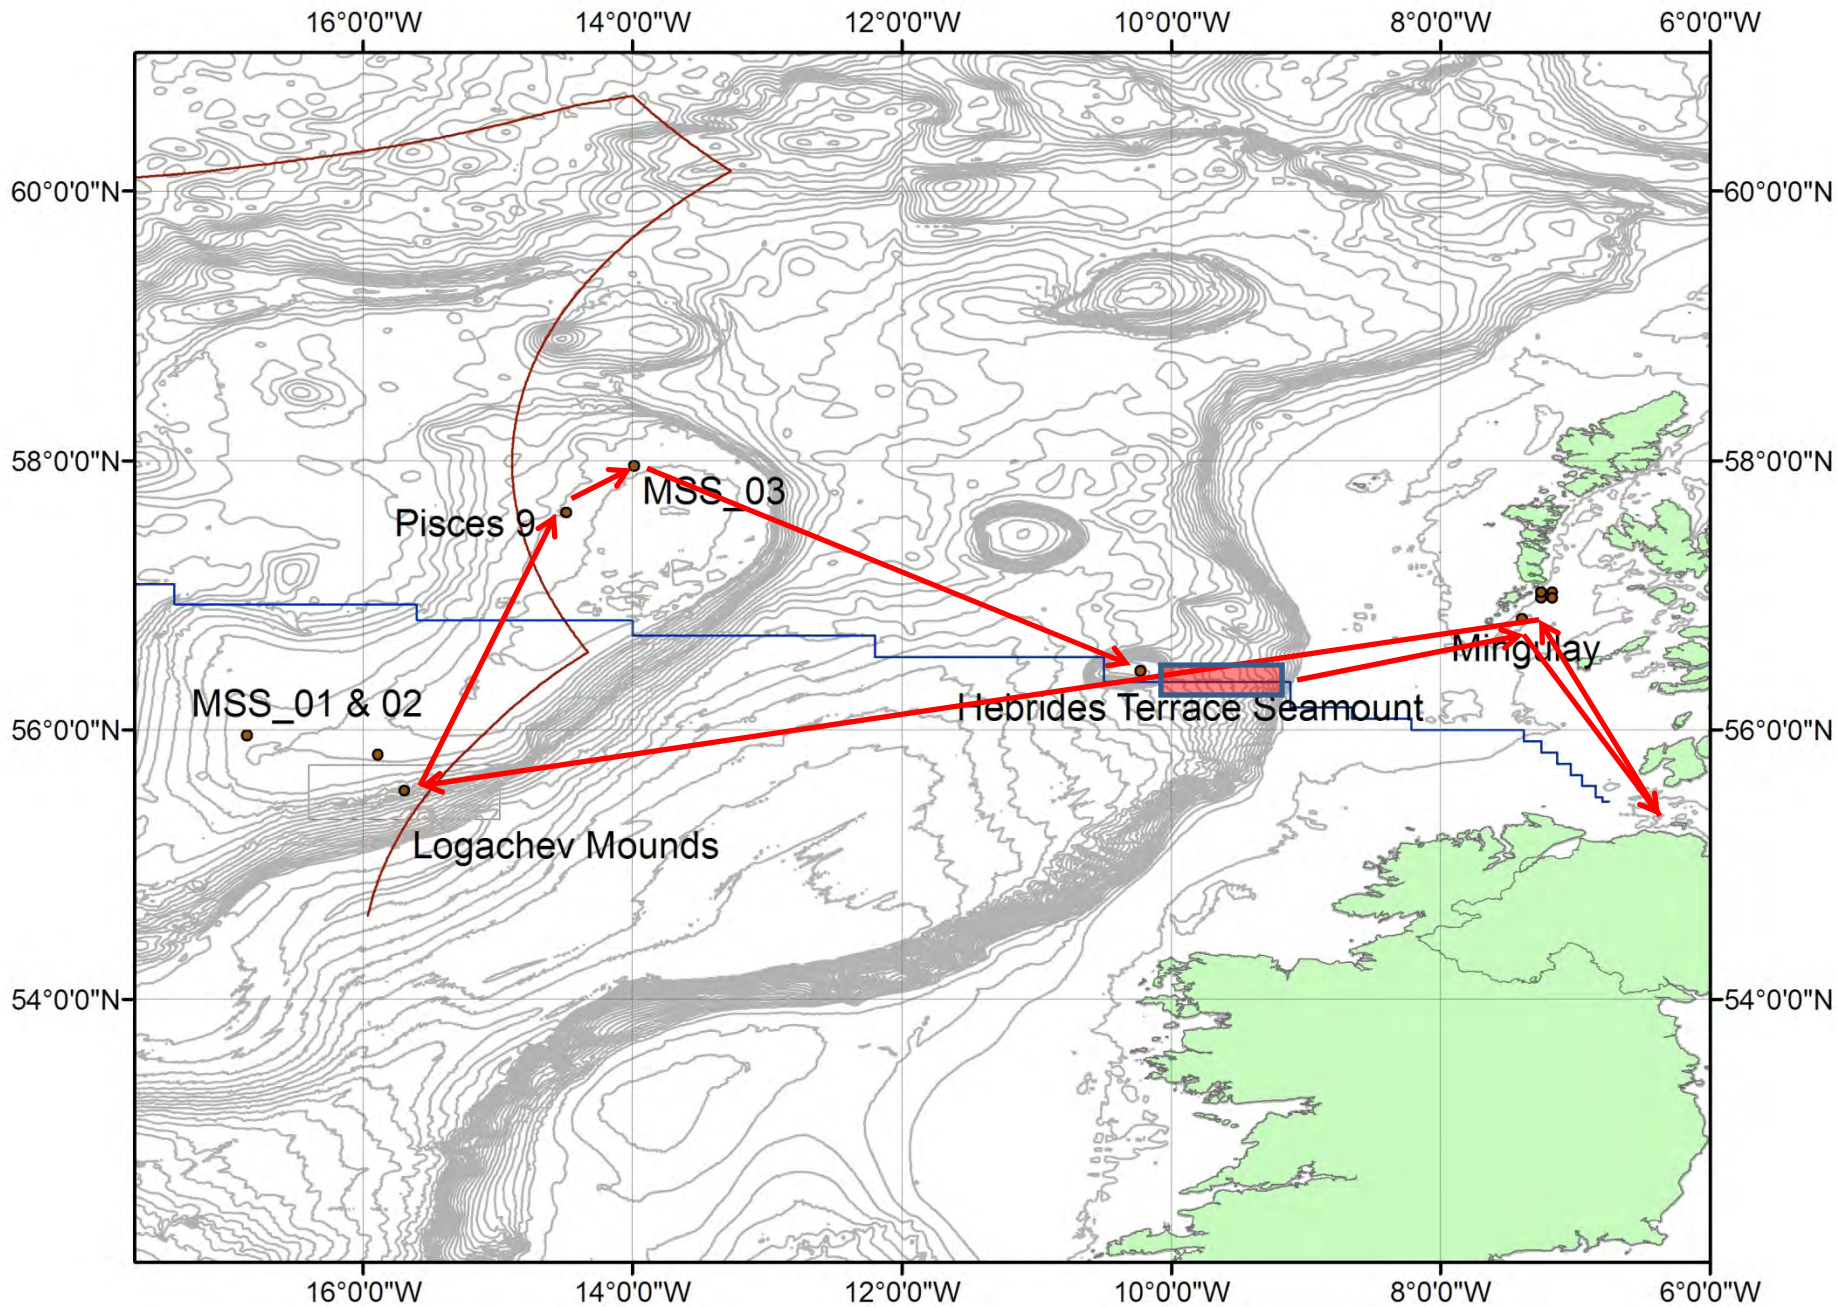 16°0'0"W 14°0'0"W 12°0'0"W 10°0'0"W 8°0'0"W 6°0'0"W
60°0'0"N 60°0'0"N
58°0'0"N 58°0'0"N
MSS_03
Pisces 9
Mingulay
MSS_01 & 02
Hebrides Terrace Seamount
56°0'0"N 56°0'0"N
Logachev Mounds
54°0'0"N 54°0'0"N
16°0'0"W 14°0'0"W 12°0'0"W 10°0'0"W 8°0'0"W 6°0'0"W